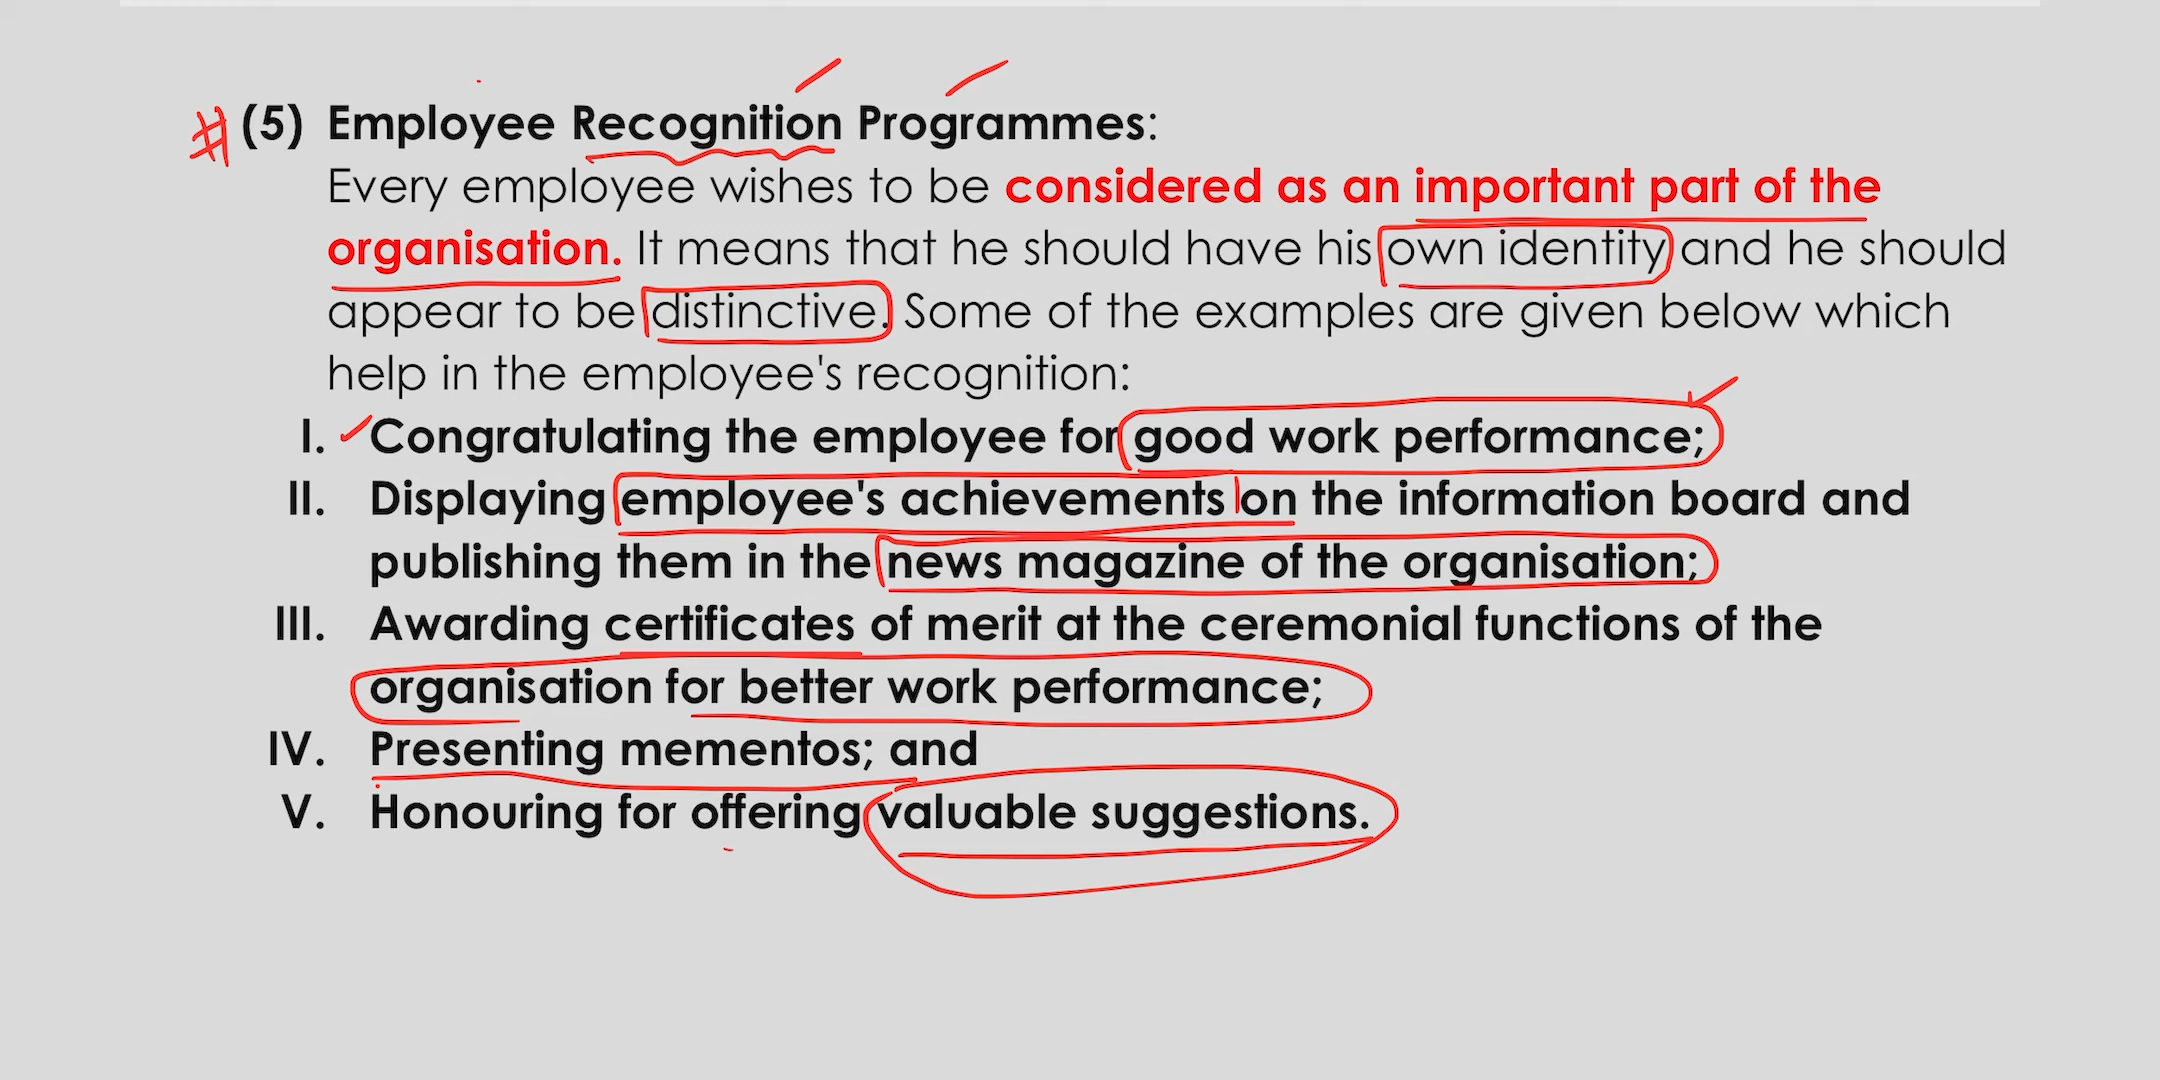 # (5) Employee Recognition Programmes:
Every employee wishes to be considered as an important part of the
organisation. It means that he should have his own identity and he should
appear to be distinctive. Some of the examples are given below which
help in the employee's recognition:
I. Congratulating the employee for good work performance;
II. Displaying employee's achievements on the information board and
publishing them in the news magazine of the organisation;
III. Awarding certificates of merit at the ceremonial functions of the
organisation for better work performance;
IV. Presenting mementos; and
V. Honouring for offering valuable suggestions.